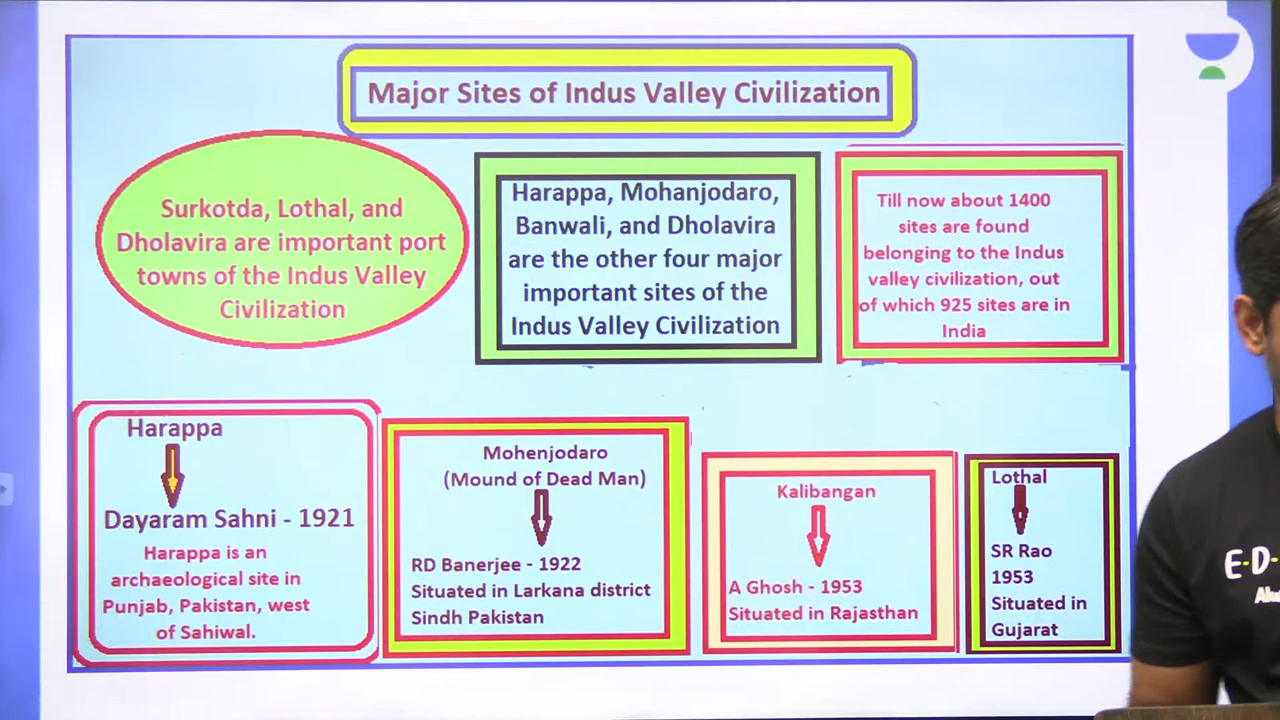 Major Sites of Indus Valley Civilization
Surkotda, Lothal, and
Dholavira are important port
towns of the Indus Valley
Civilization
Harappa, Mohanjodaro,
Banwali, and Dholavira
are the other four major
important sites of the
Indus Valley Civilization
Till now about 1400
sites are found
belonging to the Indus
valley civilization, out
of which 925 sites are in
India
Harappa
Dayaram Sahni - 1921
Harappa is an
archaeological site in
Punjab, Pakistan, west
of Sahiwal.
Mohenjodaro
(Mound of Dead Man)
RD Banerjee - 1922
Situated in Larkana district
Sindh Pakistan
Kalibangan
A Ghosh - 1953
Situated in Rajasthan
Lothal
SR Rao
1953
Situated in
Gujarat
E-D-